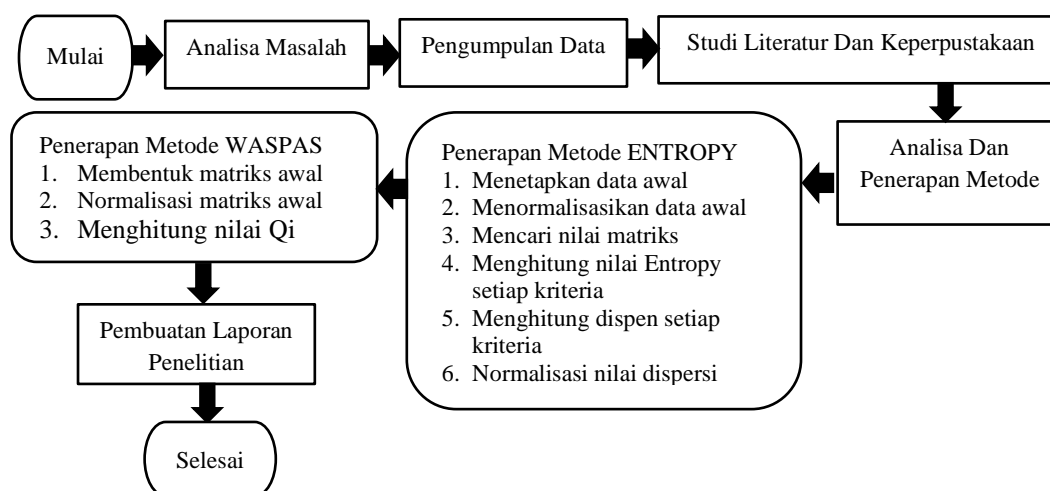 Mulai
Analisa Masalah
Pengumpulan Data
Studi Literatur Dan Keperpustakaan
Analisa Dan
Penerapan Metode
Penerapan Metode ENTROPY
1. Menetapkan data awal
2. Menormalisasikan data awal
3. Mencari nilai matriks
4. Menghitung nilai Entropy
setiap kriteria
5. Menghitung dispen setiap
kriteria
6. Normalisasi nilai dispersi
Penerapan Metode WASPAS
1. Membentuk matriks awal
2. Normalisasi matriks awal
3. Menghitung nilai Qi
Pembuatan Laporan
Penelitian
Selesai